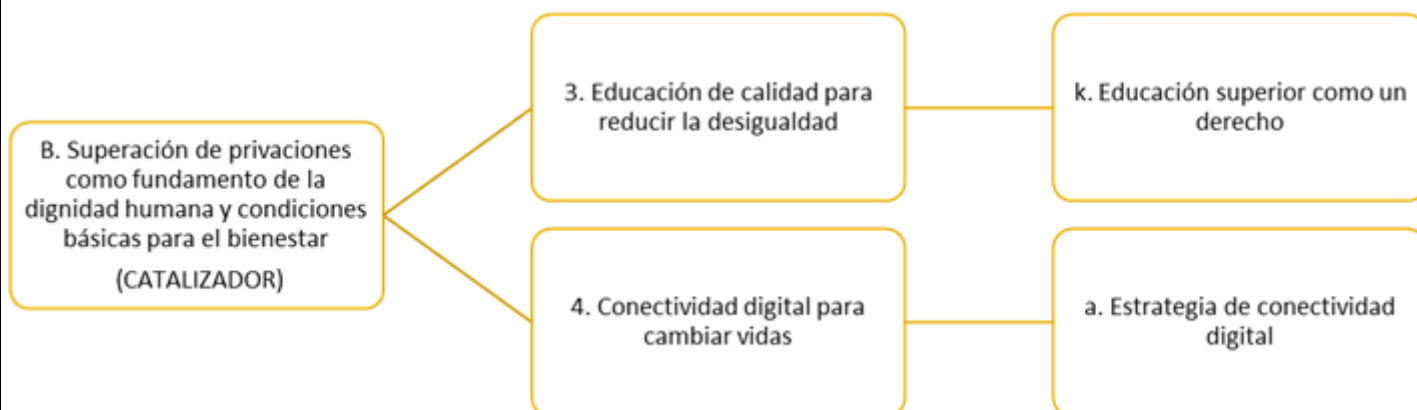 B. Superación de privaciones
como fundamento de la
dignidad humana y condiciones
básicas para el bienestar
(CATALIZADOR)
3. Educación de calidad para
reducir la desigualdad
k. Educación superior como un
derecho
4. Conectividad digital para
cambiar vidas
a. Estrategia de conectividad
digital